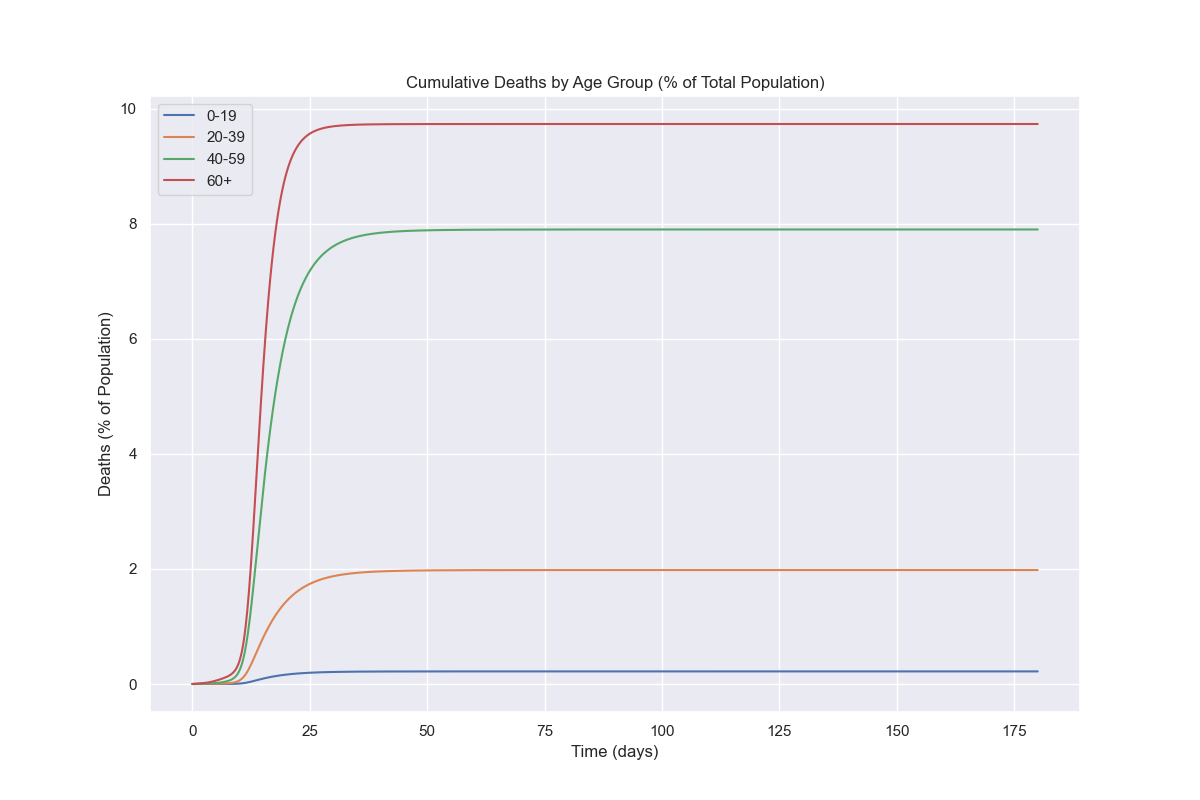 Cumulative Deaths by Age Group (% of Total Population)
0-19
20-39
40-59
60+
Deaths (% of Population)
10
8
6
4
2
0
0 25 50 75 100 125 150 175
Time (days)